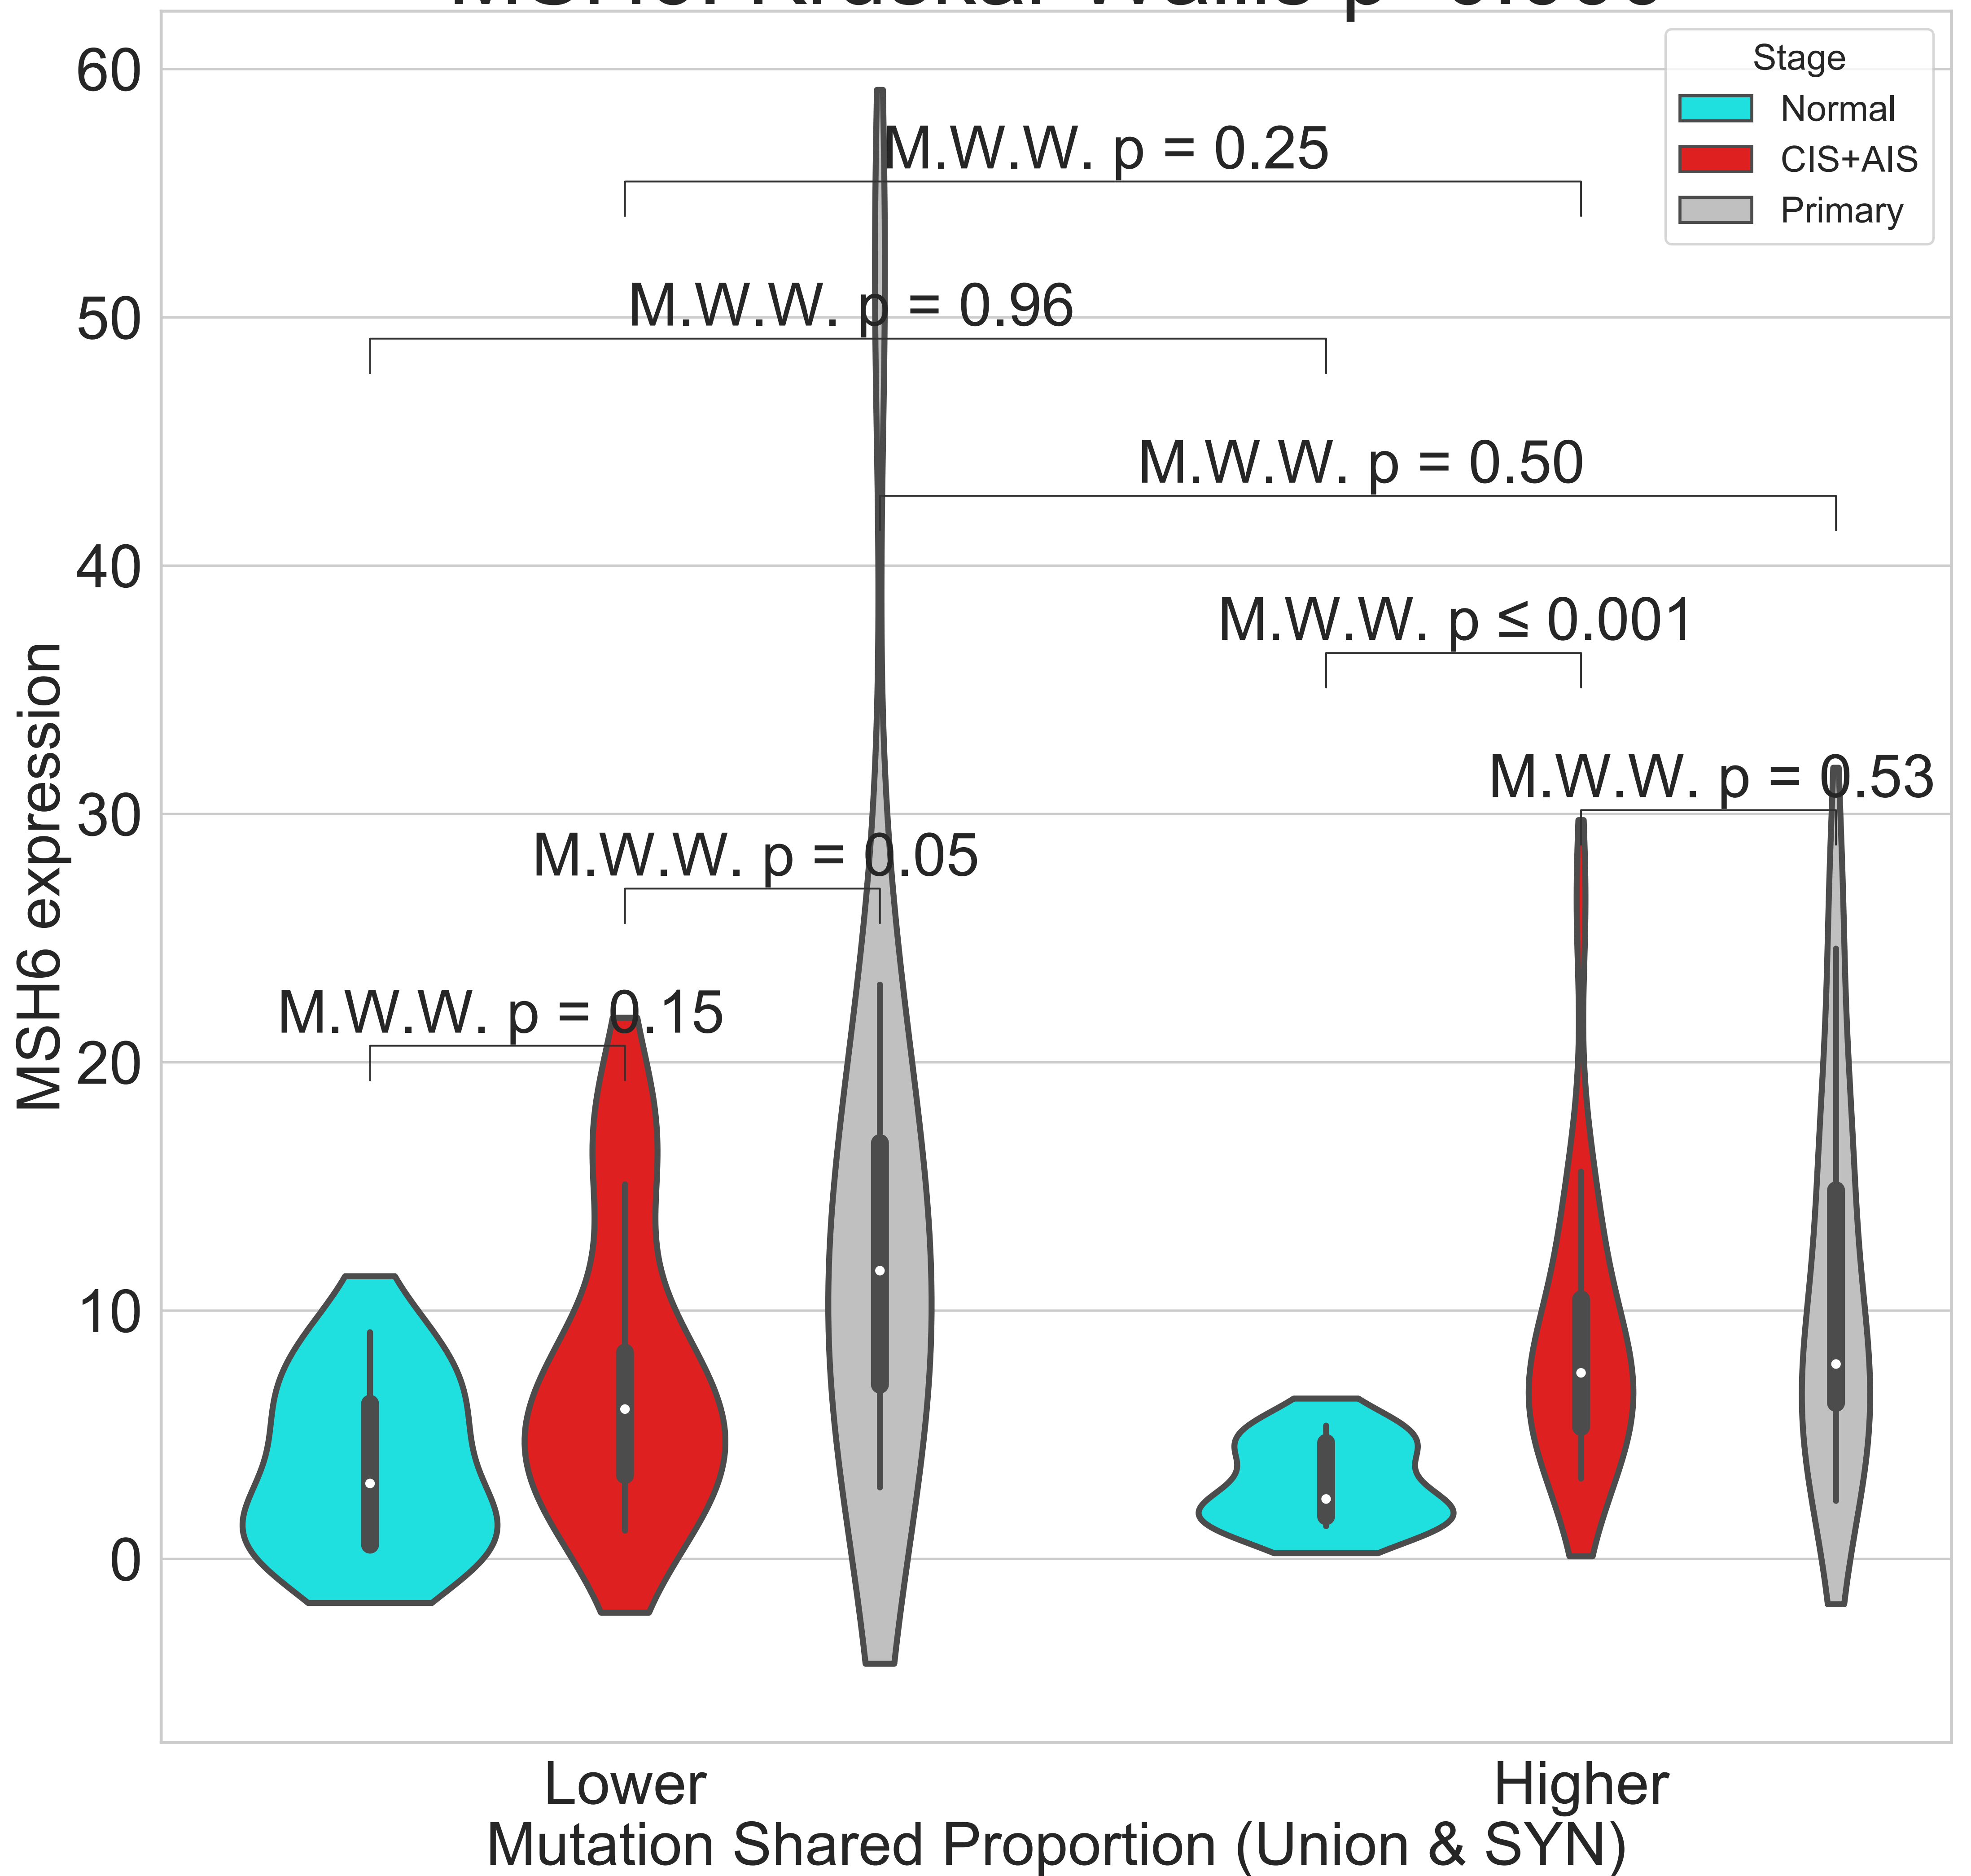 60
50
40
30
20
10
0
MSH6 expression
Stage
Normal
CIS+AIS
Primary
M.W.W. p = 0.25
M.W.W. p = 0.96
M.W.W. p = 0.50
M.W.W. p ≤ 0.001
M.W.W. p = 0.53
M.W.W. p = 0.05
M.W.W. p = 0.15
Lower
Higher
Mutation Shared Proportion (Union & SYN)